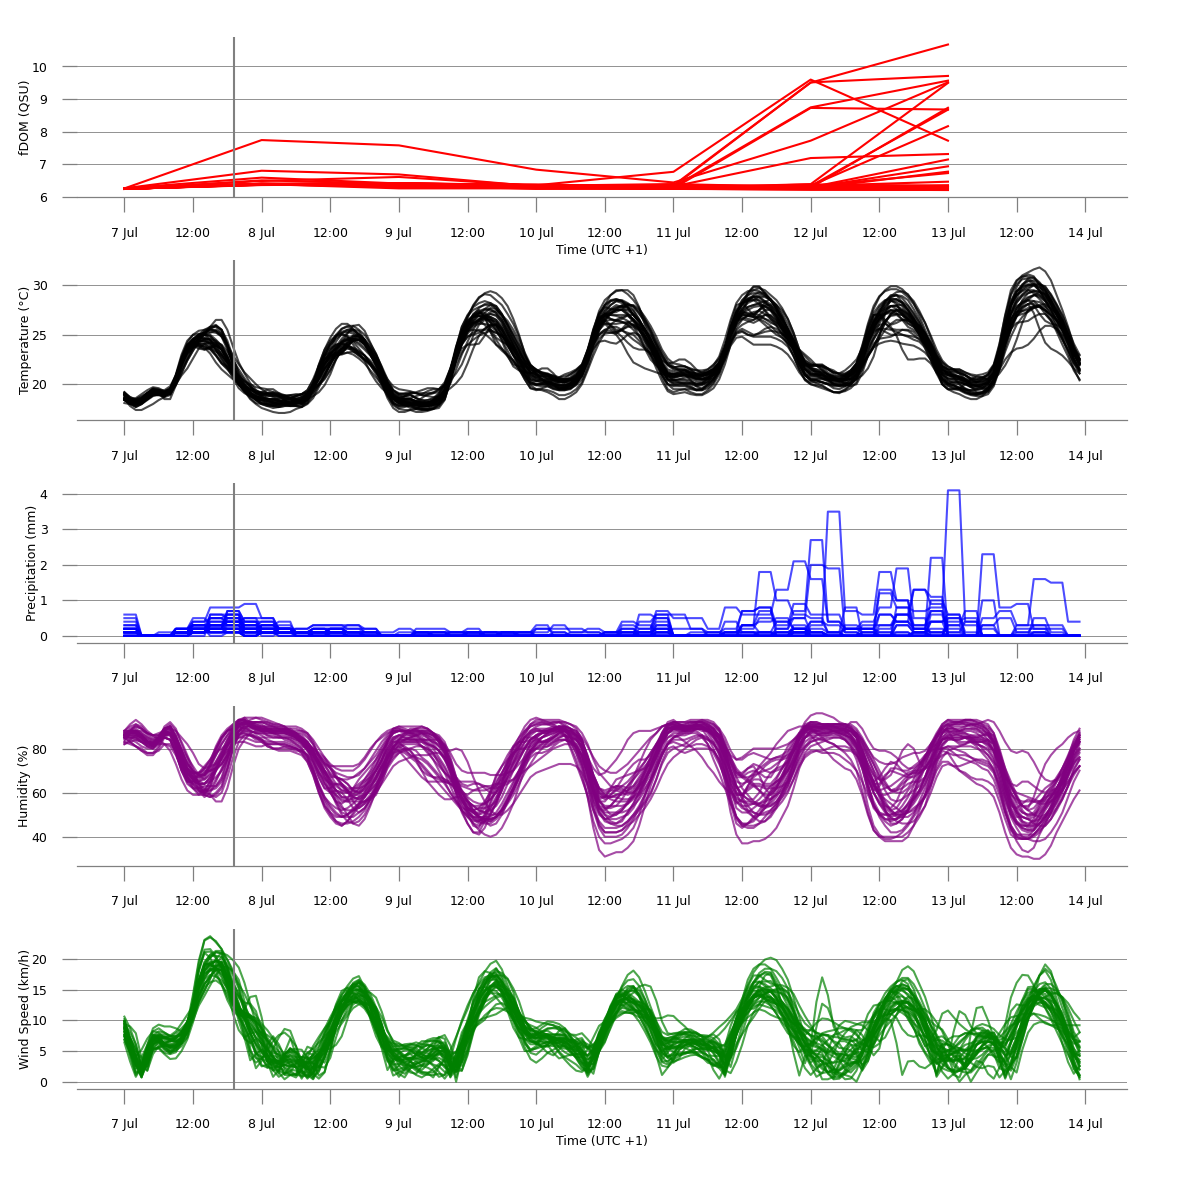 fDOM (QSU)
10
9
8
7
6
7 Jul 12:00 8 Jul 12:00 9 Jul 12:00 10 Jul 12:00 11 Jul 12:00 12 Jul 12:00 13 Jul 12:00 14 Jul
Time (UTC +1)
Temperature (°C)
30
25
20
7 Jul 12:00 8 Jul 12:00 9 Jul 12:00 10 Jul 12:00 11 Jul 12:00 12 Jul 12:00 13 Jul 12:00 14 Jul
Precipitation (mm)
4
3
2
1
0
7 Jul 12:00 8 Jul 12:00 9 Jul 12:00 10 Jul 12:00 11 Jul 12:00 12 Jul 12:00 13 Jul 12:00 14 Jul
Humidity (%)
80
60
40
7 Jul 12:00 8 Jul 12:00 9 Jul 12:00 10 Jul 12:00 11 Jul 12:00 12 Jul 12:00 13 Jul 12:00 14 Jul
Wind Speed (km/h)
20
15
10
5
0
7 Jul 12:00 8 Jul 12:00 9 Jul 12:00 10 Jul 12:00 11 Jul 12:00 12 Jul 12:00 13 Jul 12:00 14 Jul
Time (UTC +1)